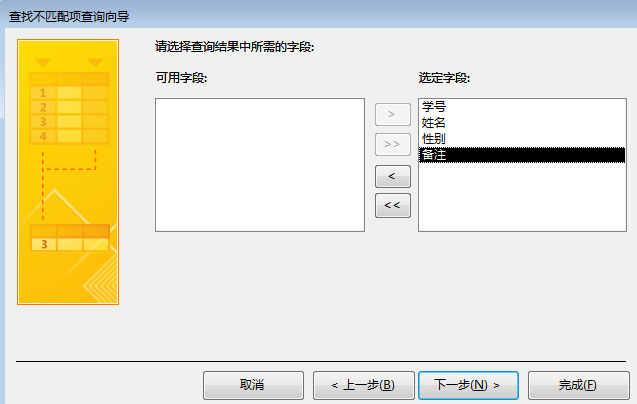 查找不匹配项查询向导
请选择查询结果中所需的字段:
可用字段:
选定字段:
1
2
3
4
3
>
>>
<
<<
学号
姓名
性别
备注
取消
< 上一步(B)
下一步(N) >
完成(F)